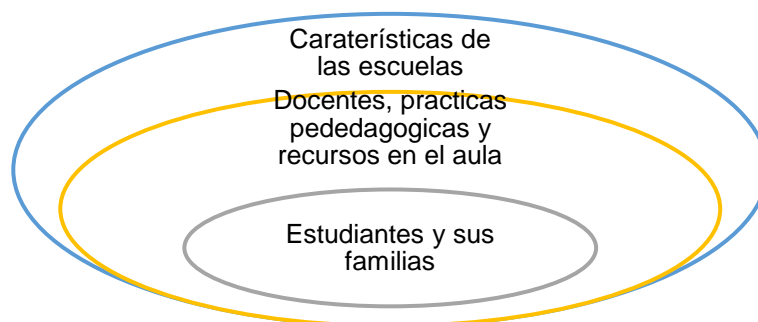 Caraterísticas de
las escuelas
Docentes, practicas
pededagogicas y
recursos en el aula
Estudiantes y sus
familias